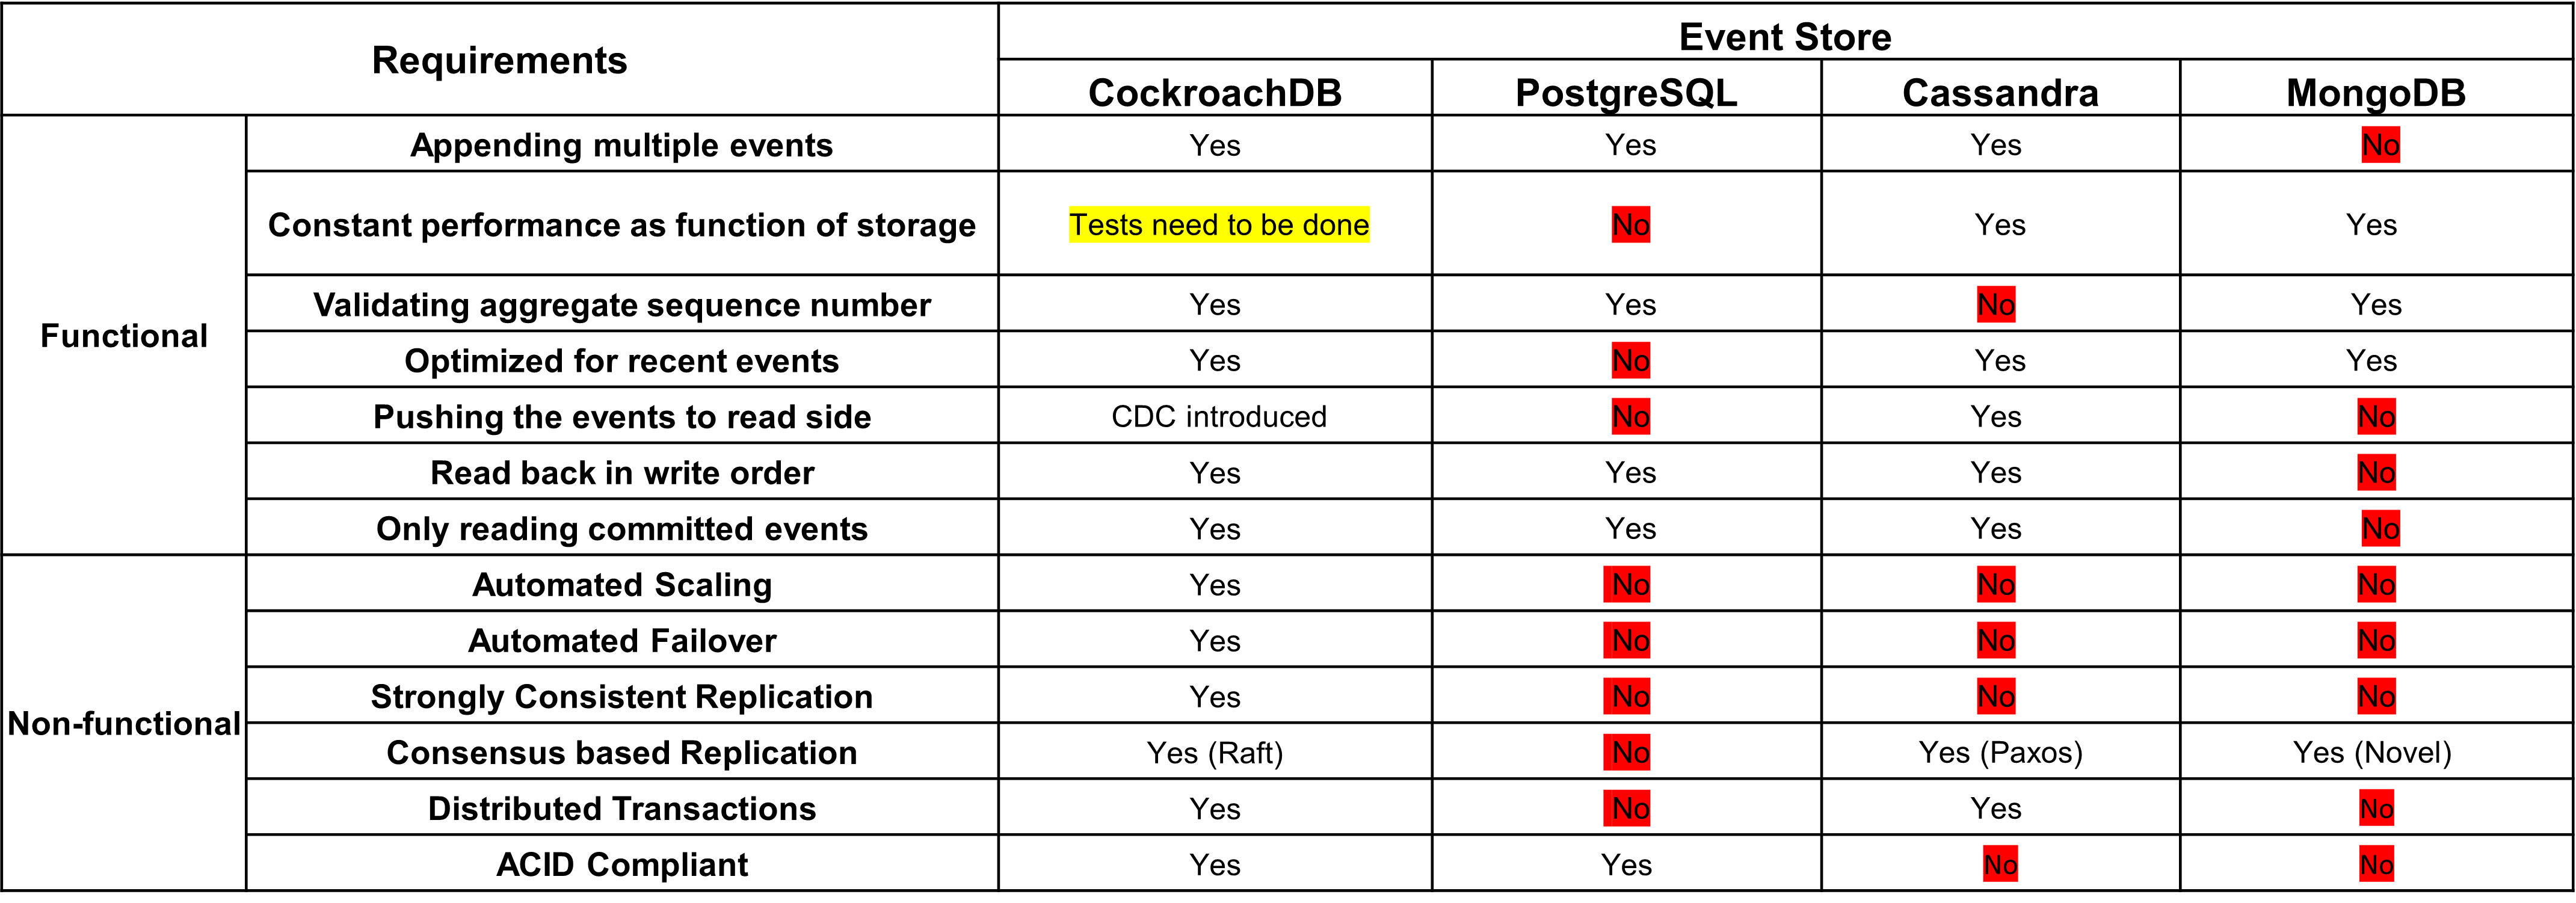 Requirements
Event Store
CockroachDB PostgreSQL Cassandra MongoDB
Functional
Appending multiple events Yes Yes Yes No
Constant performance as function of storage Tests need to be done No Yes Yes
Validating aggregate sequence number Yes Yes No Yes
Optimized for recent events Yes No Yes Yes
Pushing the events to read side CDC introduced No Yes No
Read back in write order Yes Yes Yes No
Only reading committed events Yes Yes Yes No
Non-functional
Automated Scaling Yes No No No
Automated Failover Yes No No No
Strongly Consistent Replication Yes No No No
Consensus based Replication Yes (Raft) No Yes (Paxos) Yes (Novel)
Distributed Transactions Yes No Yes No
ACID Compliant Yes Yes No No